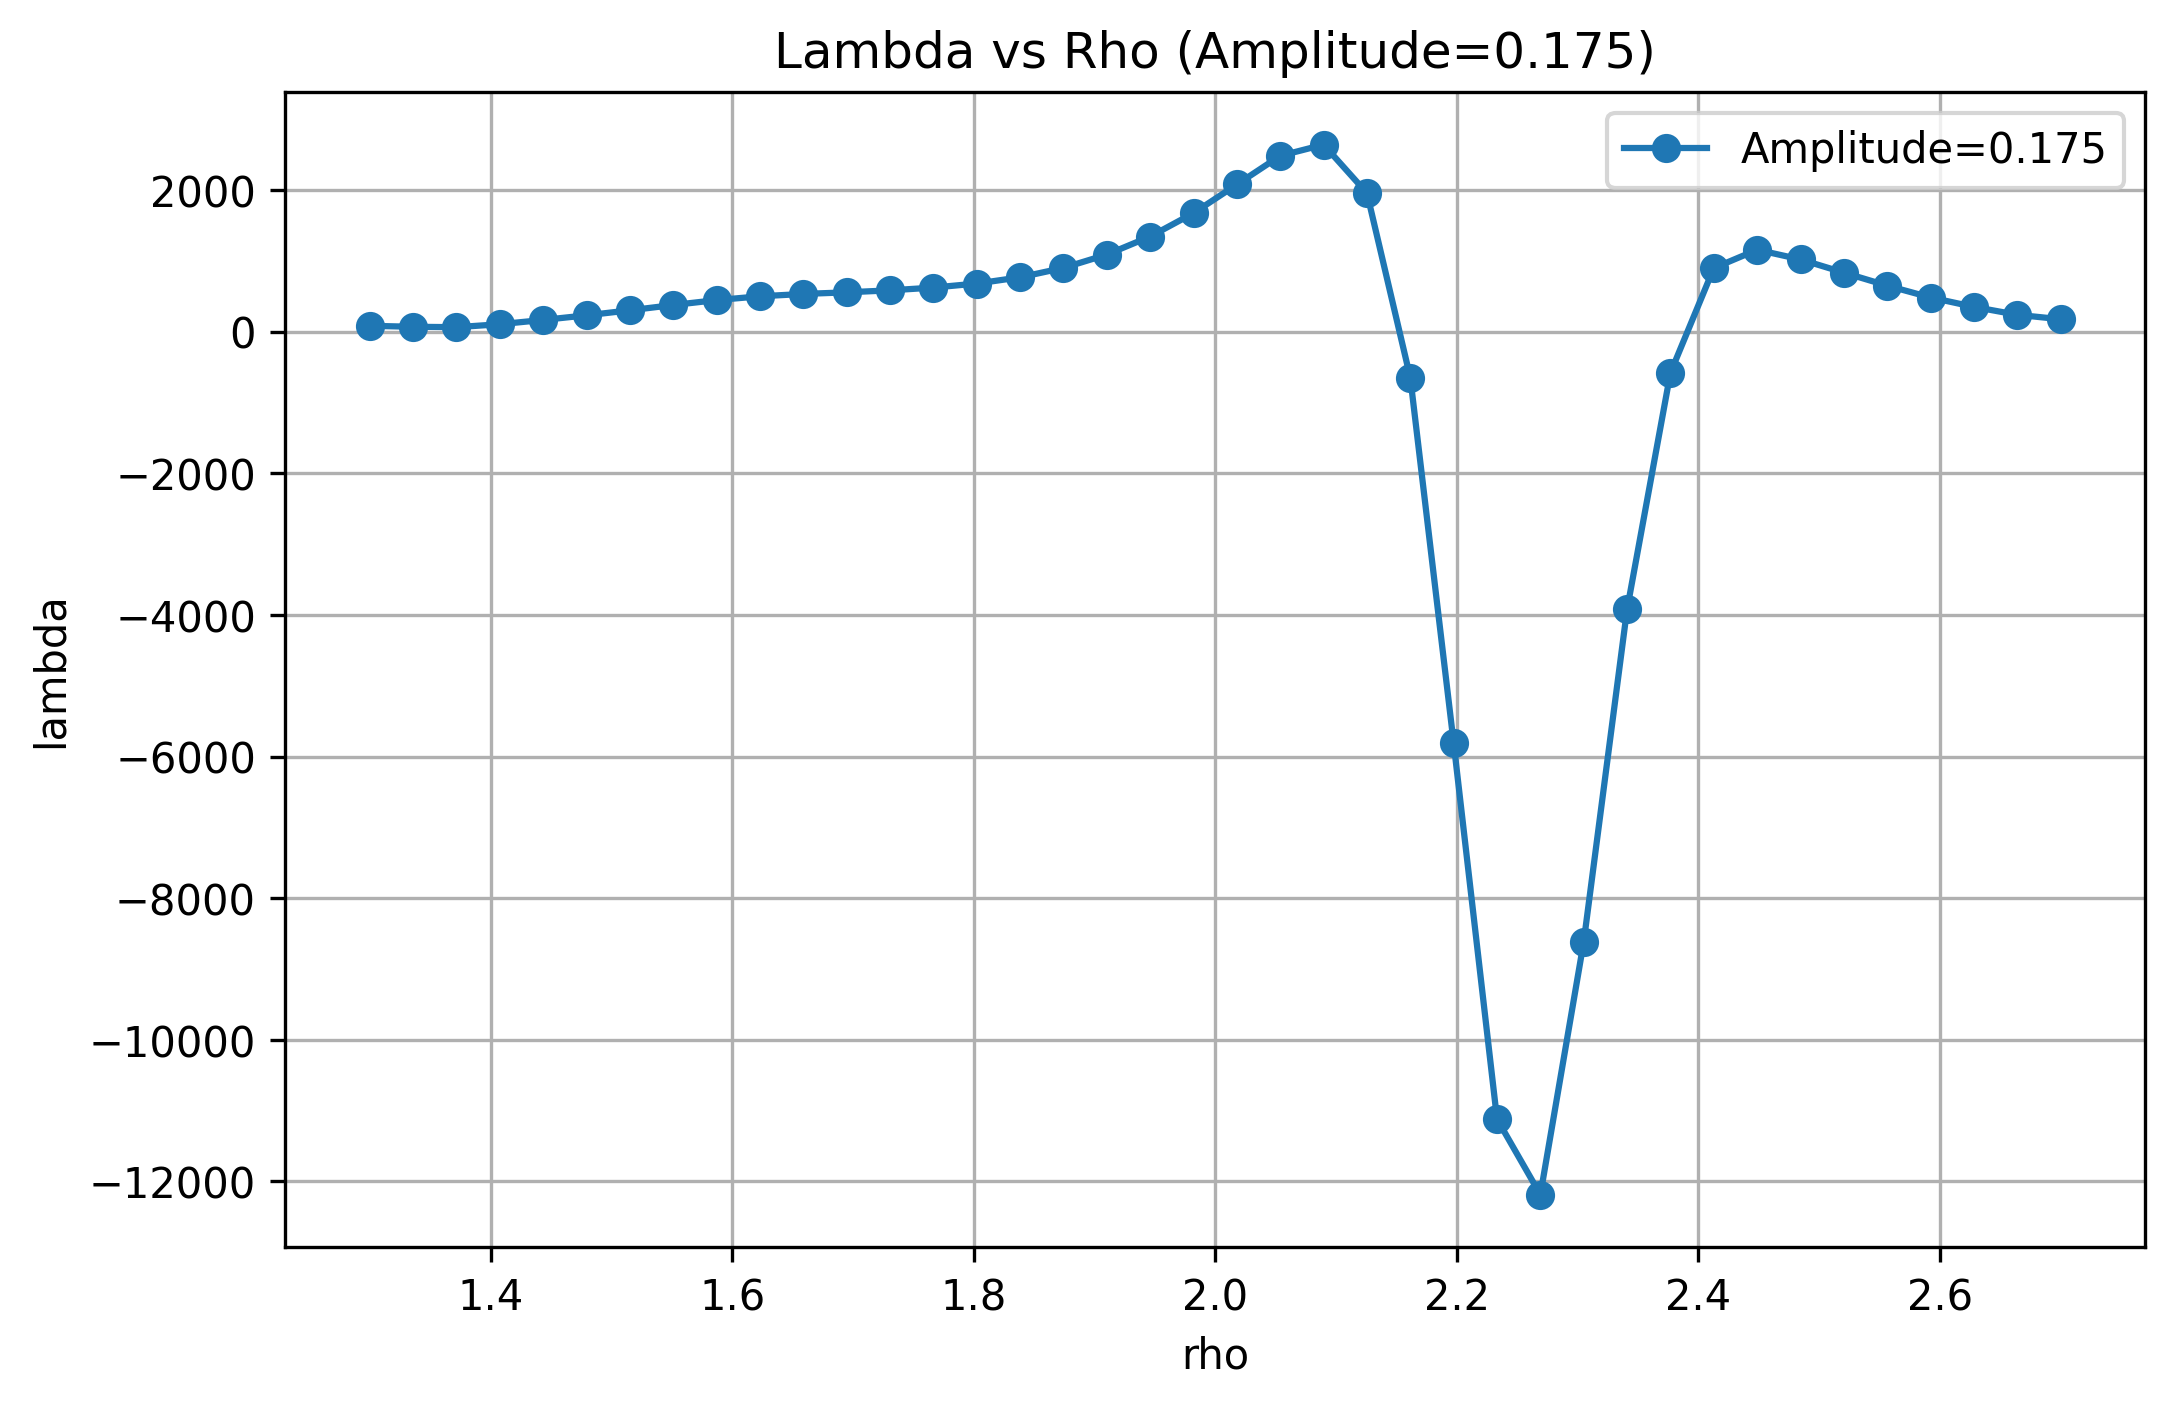 Lambda vs Rho (Amplitude=0.175)
Amplitude=0.175
2000
0
−2000
−4000
−6000
−8000
−10000
−12000
lambda
1.4 1.6 1.8 2.0 2.2 2.4 2.6
rho